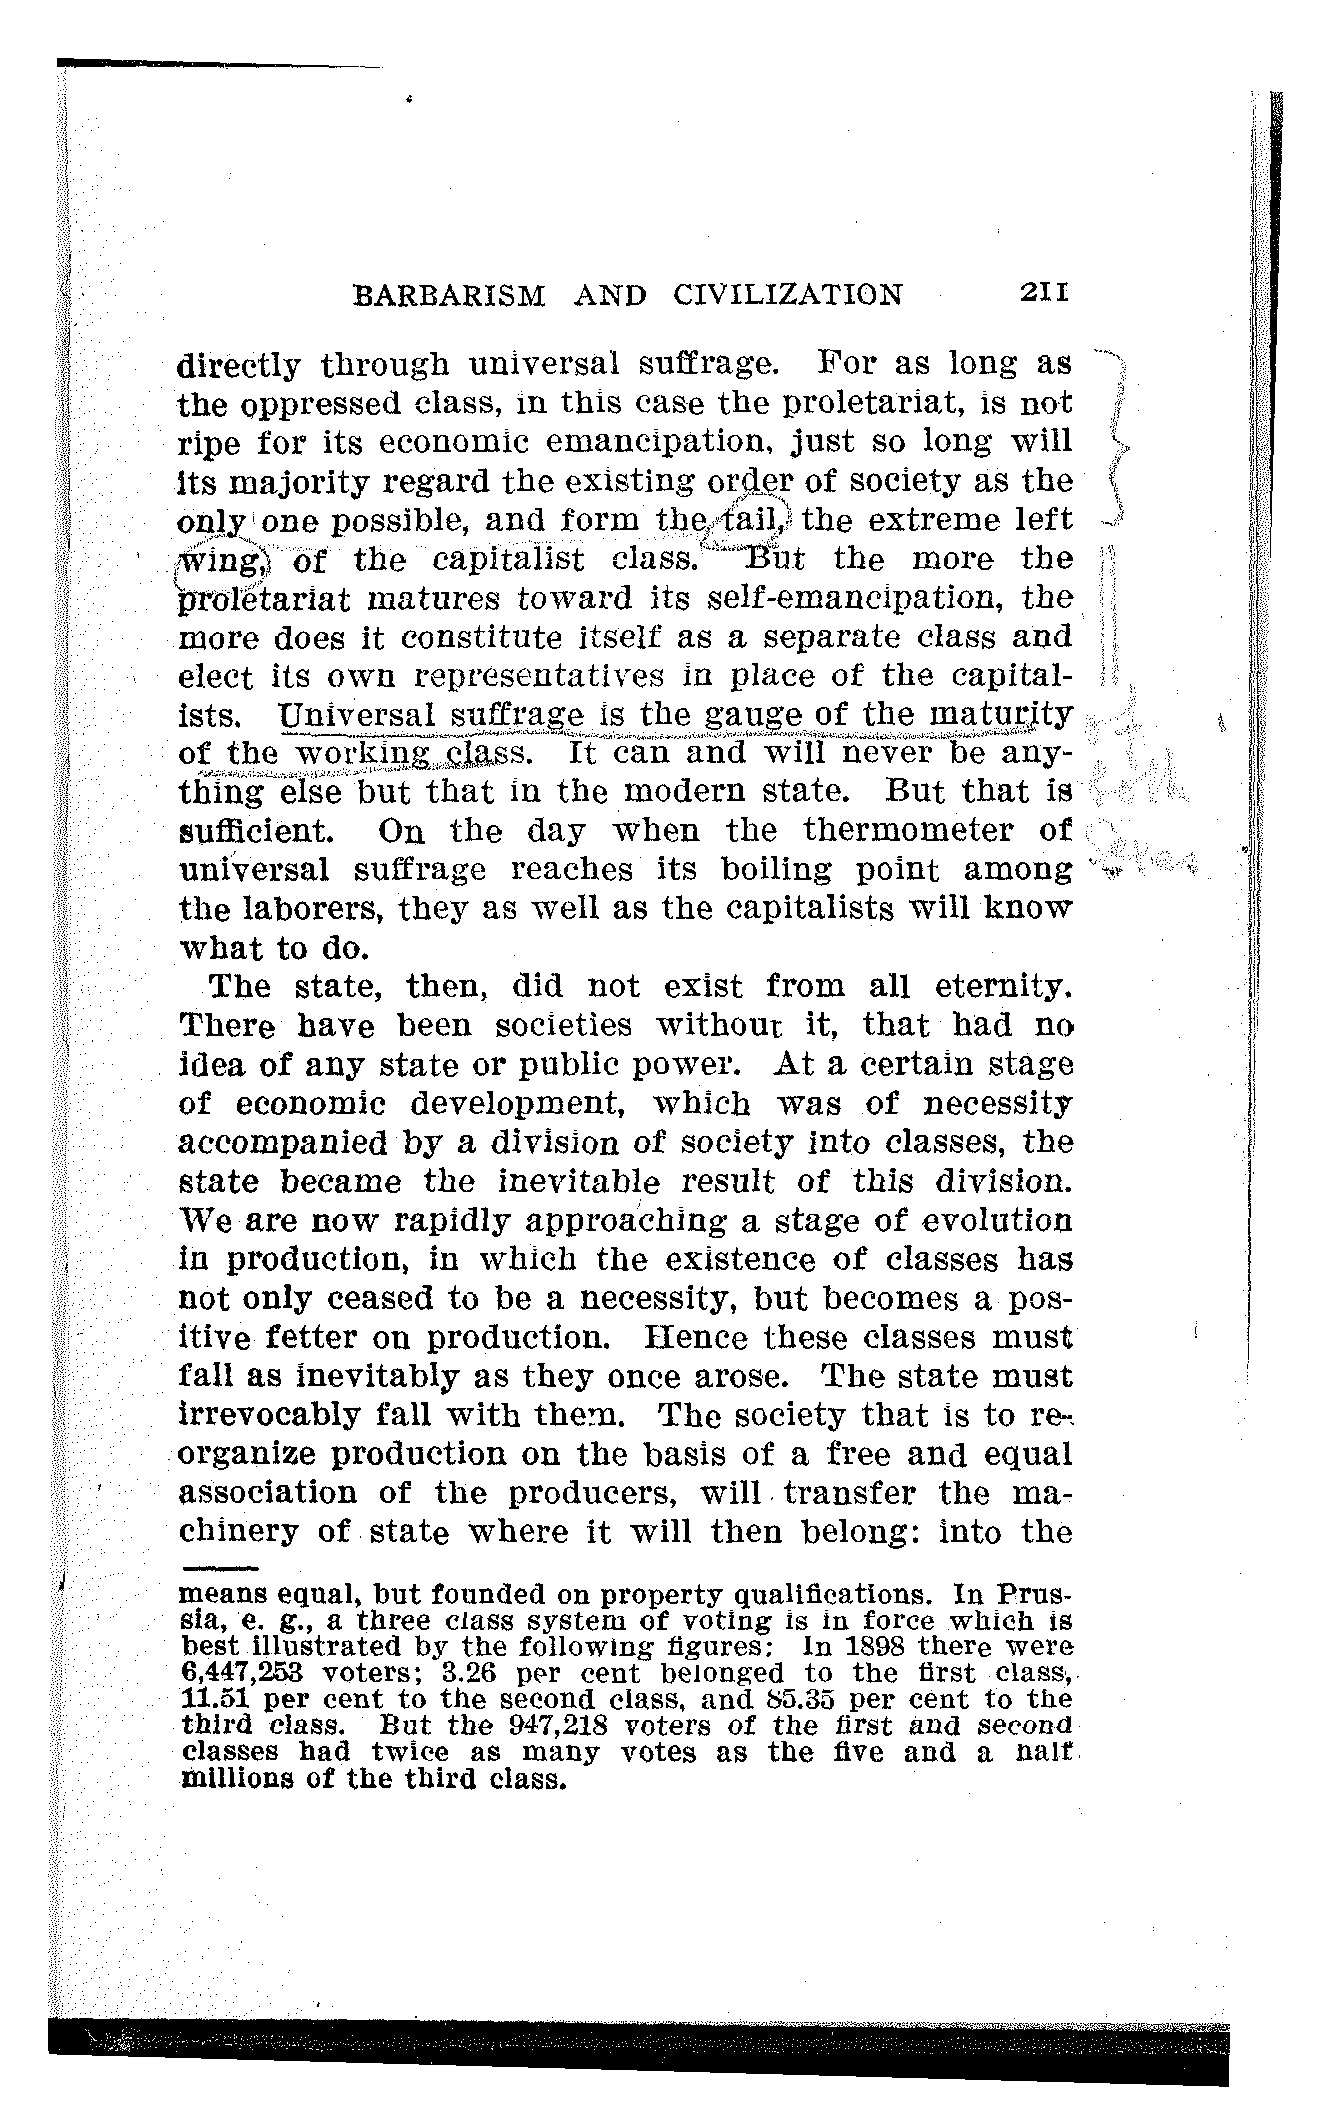 BARBARISM AND CIVILIZATION 211
directly through universal suffrage. For as long as
the oppressed class, in this case the proletariat, is not
ripe for its economic emancipation, just so long will
its majority regard the existing order of society as the
only one possible, and form the tail, the extreme left
wing, of the capitalist class. But the more the
proletariat matures toward its self-emancipation, the
more does it constitute itself as a separate class and
elect its own representatives in place of the capital-
ists. Universal suffrage is the gauge of the maturity
of the working class. It can and will never be any-
thing else but that in the modern state. But that is
sufficient. On the day when the thermometer of
universal suffrage reaches its boiling point among
the laborers, they as well as the capitalists will know
what to do.
The state, then, did not exist from all eternity.
There have been societies without it, that had no
idea of any state or public power. At a certain stage
of economic development, which was of necessity
accompanied by a division of society into classes, the
state became the inevitable result of this division.
We are now rapidly approaching a stage of evolution
in production, in which the existence of classes has
not only ceased to be a necessity, but becomes a pos-
itive fetter on production. Hence these classes must
fall as inevitably as they once arose. The state must
irrevocably fall with them. The society that is to re-
organize production on the basis of a free and equal
association of the producers, will transfer the ma-
chinery of state where it will then belong: into the
means equal, but founded on property qualifications. In Prus-
sia, e. g., a three class system of voting is in force which is
best illustrated by the following figures: In 1898 there were
6,447,253 voters; 3.26 per cent belonged to the first class,
11.51 per cent to the second class, and 85.35 per cent to the
third class. But the 947,218 voters of the first and second
classes had twice as many votes as the five and a half
millions of the third class.